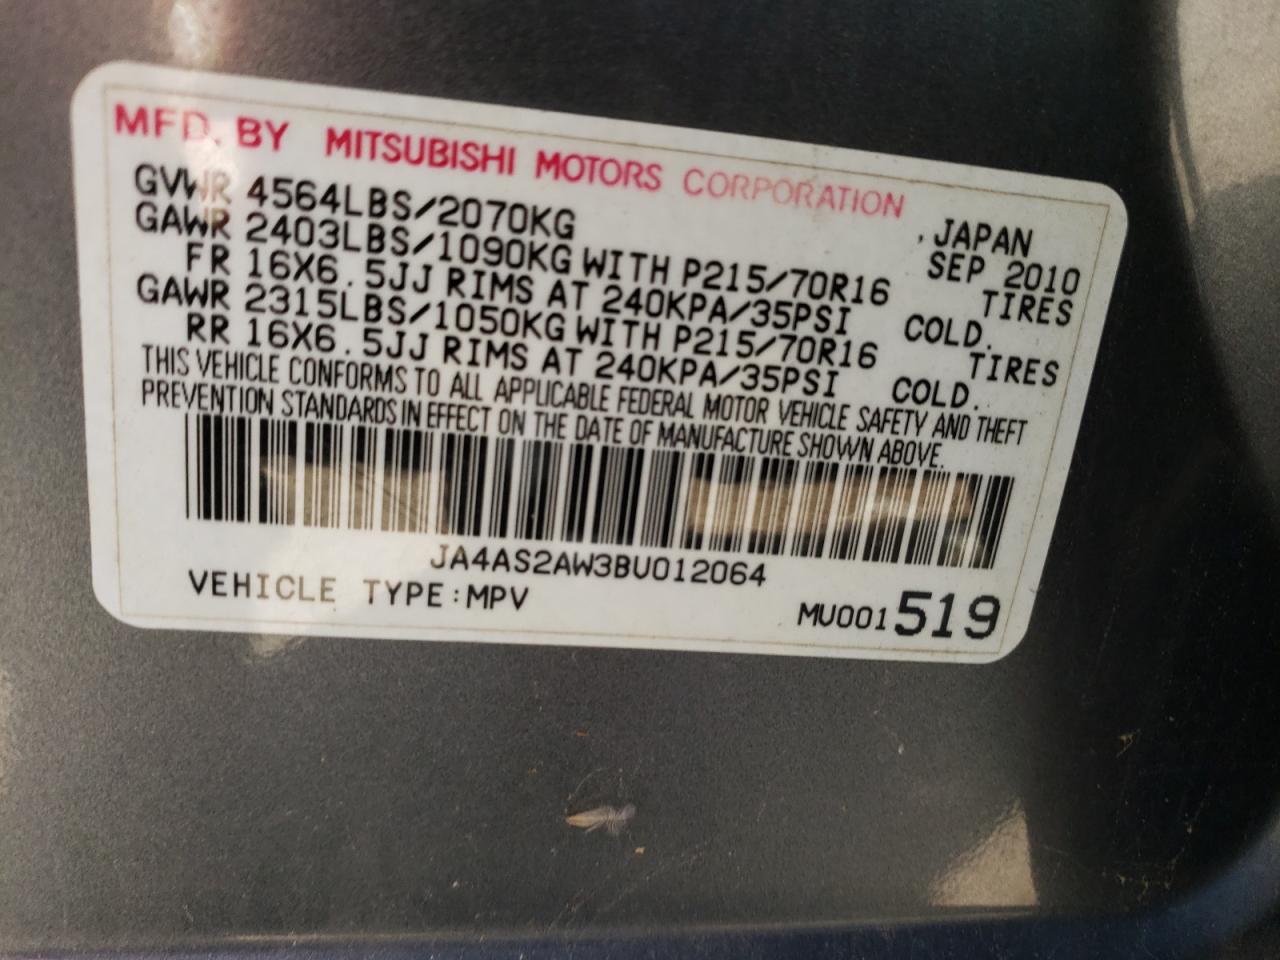 MFD. BY MITSUBISHI MOTORS CORPORATION
GVWR 4564LBS/2070KG , JAPAN
SEP 2010
GAWR 2403LBS/1090KG WITH P215/70R16 TIRES
FR 16X6.5JJ RIMS AT 240KPA/35PSI COLD.
GAWR 2315LBS/1050KG WITH P215/70R16 TIRES
RR 16X6.5JJ RIMS AT 240KPA/35PSI COLD.
THIS VEHICLE CONFORMS TO ALL APPLICABLE FEDERAL MOTOR VEHICLE SAFETY AND THEFT
PREVENTION STANDARDS IN EFFECT ON THE DATE OF MANUFACTURE SHOWN ABOVE.
JA4AS2AW3BU012064
VEHICLE TYPE:MPV
MU001519